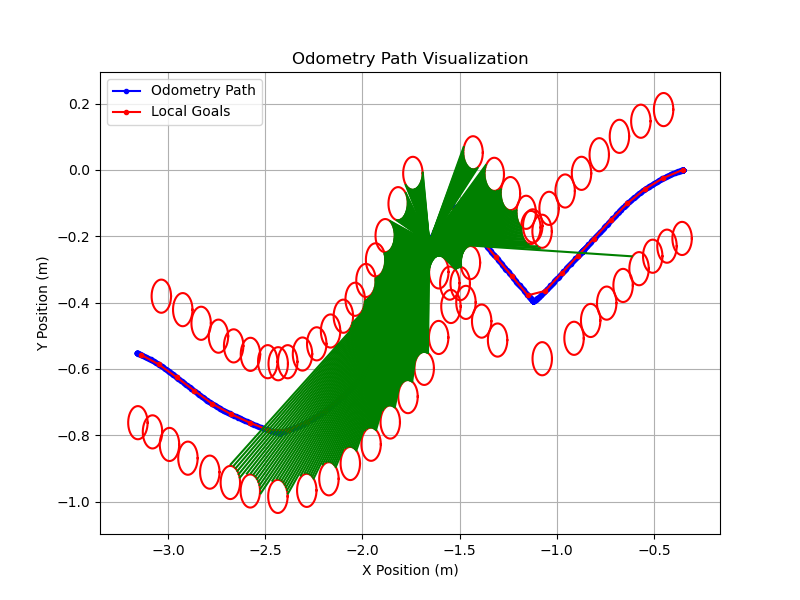 Odometry Path Visualization
Odometry Path
Local Goals
Y Position (m)
0.2
0.0
−0.2
−0.4
−0.6
−0.8
−1.0
−3.0 −2.5 −2.0 −1.5 −1.0 −0.5
X Position (m)